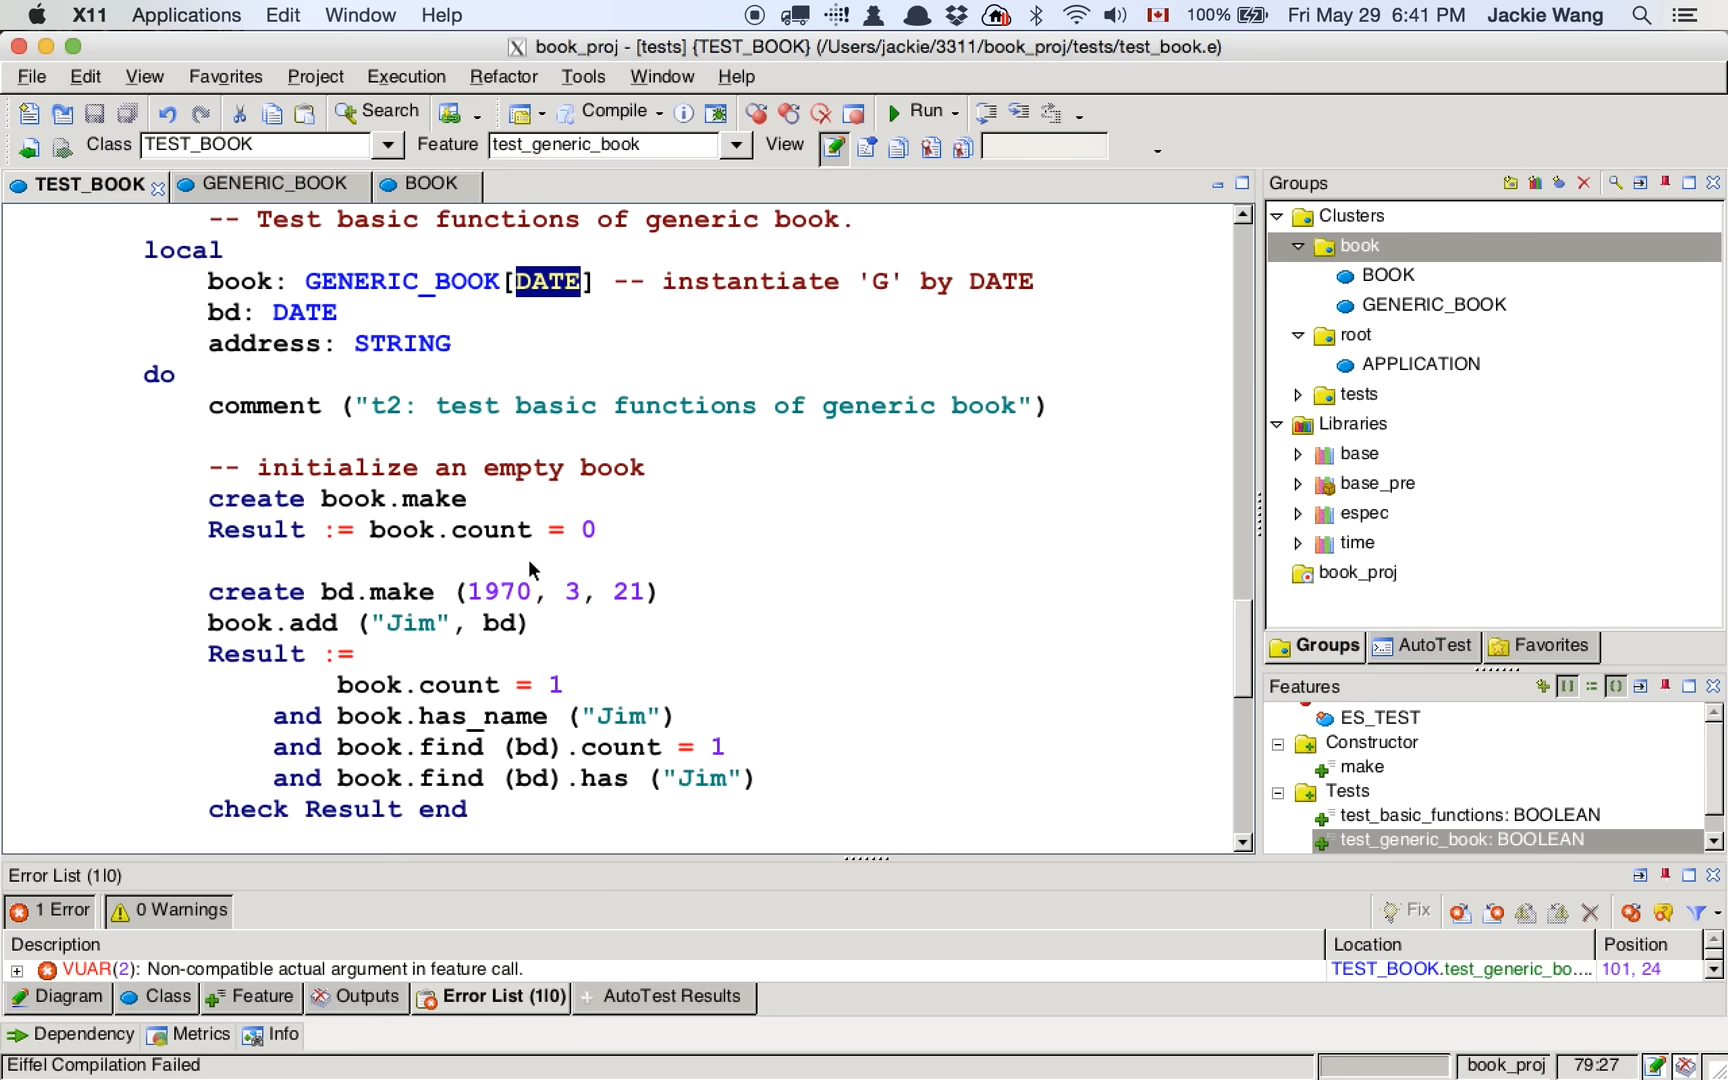 X11 Applications Edit Window Help 100% Fri May 29 6:41 PM Jackie Wang
book_proj - [tests] {TEST_BOOK} (/Users/jackie/3311/book_proj/tests/test_book.e)
File Edit View Favorites Project Execution Refactor Tools Window Help
Search Compile Run
Class TEST_BOOK Feature test_generic_book View
TEST_BOOK GENERIC_BOOK BOOK
-- Test basic functions of generic book.
local
book: GENERIC_BOOK[DATE] -- instantiate 'G' by DATE
bd: DATE
address: STRING
do
comment ("t2: test basic functions of generic book")
-- initialize an empty book
create book.make
Result := book.count = 0
create bd.make (1970, 3, 21)
book.add ("Jim", bd)
Result :=
book.count = 1
and book.has_name ("Jim")
and book.find (bd).count = 1
and book.find (bd).has ("Jim")
check Result end
Groups
Clusters
book
BOOK
GENERIC_BOOK
root
APPLICATION
tests
Libraries
base
base_pre
espec
time
book_proj
Groups AutoTest Favorites
Features
ES_TEST
Constructor
make
Tests
test_basic_functions: BOOLEAN
test_generic_book: BOOLEAN
Error List (1|0)
1 Error 0 Warnings Fix
Description Location Position
VUAR(2): Non-compatible actual argument in feature call. TEST_BOOK.test_generic_bo.... 101, 24
Diagram Class Feature Outputs Error List (1|0) AutoTest Results
Dependency Metrics Info
Eiffel Compilation Failed book_proj 79:27